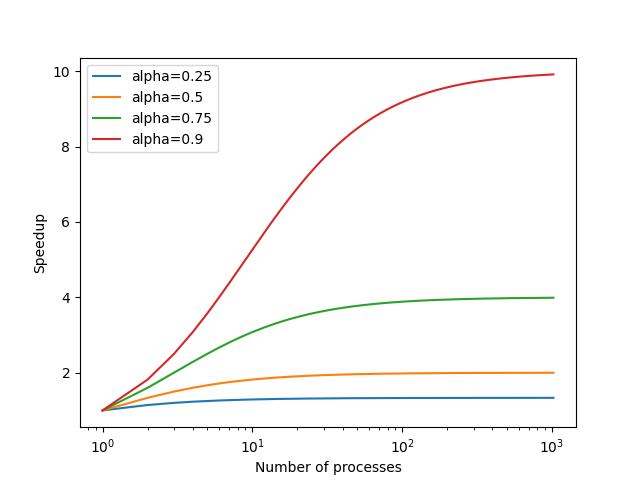 alpha=0.25
alpha=0.5
alpha=0.75
alpha=0.9
10
8
6
4
2
Speedup
10⁰ 10¹ 10² 10³
Number of processes